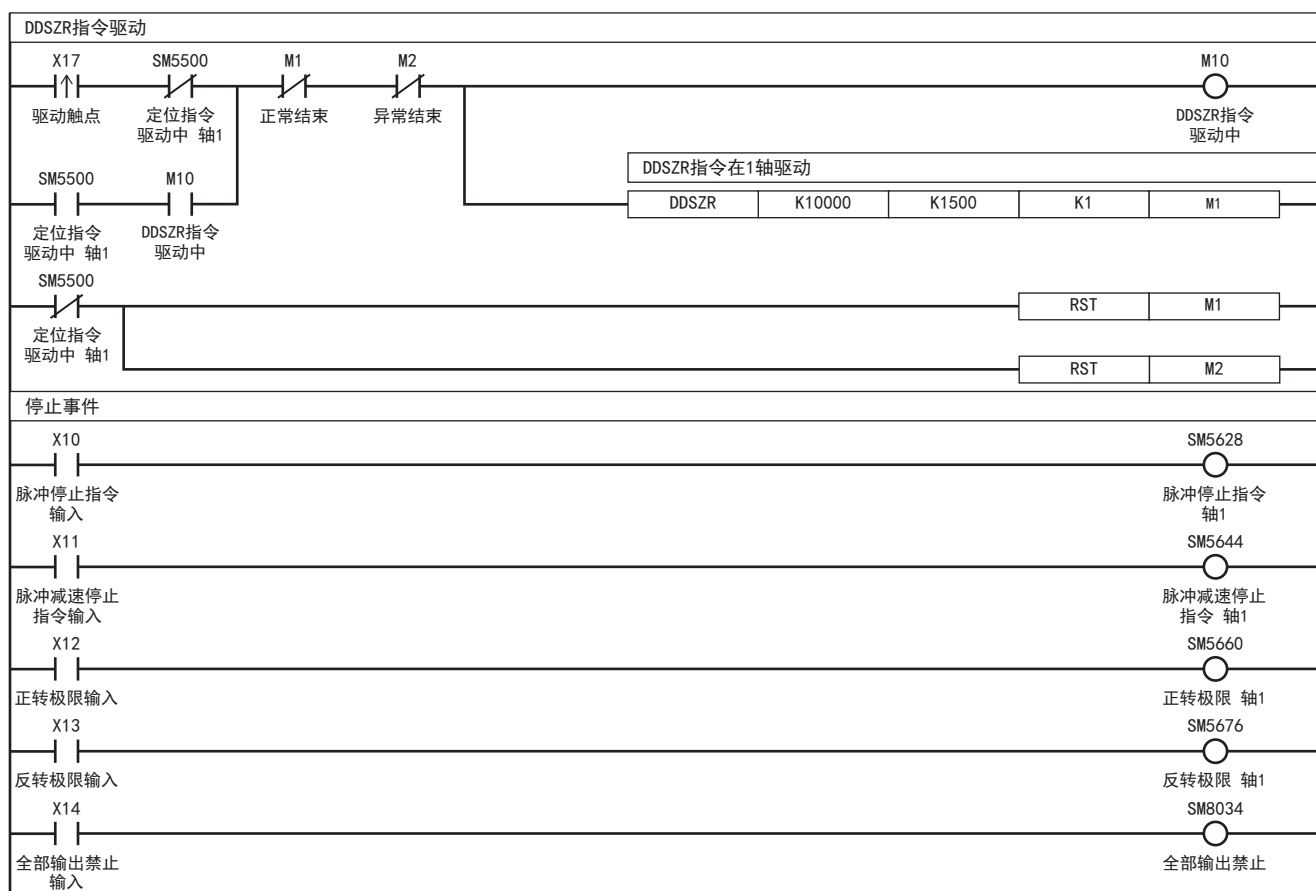 DDSZR指令驱动
X17 SM5500 M1 M2 M10
驱动触点 定位指令 正常结束 异常结束 DDSZR指令
驱动中 轴1 驱动中
DDSZR指令在1轴驱动
SM5500 M10
DDSZR K10000 K1500 K1 M1
定位指令 DDSZR指令
驱动中 轴1 驱动中
SM5500
RST M1
定位指令
驱动中 轴1
RST M2
停止事件
X10 SM5628
脉冲停止指令 脉冲停止指令
输入 轴1
X11 SM5644
脉冲减速停止 脉冲减速停止
指令输入 指令 轴1
X12 SM5660
正转极限输入 正转极限 轴1
X13 SM5676
反转极限输入 反转极限 轴1
X14 SM8034
全部输出禁止 全部输出禁止
输入